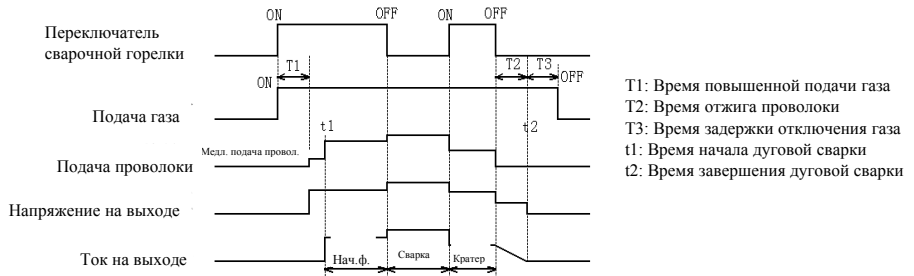 ON OFF ON OFF
Переключатель
сварочной горелки
T1 T2 T3
ON OFF
Подача газа
t1 t2
Медл. подача провол.
Подача проволоки
Напряжение на выходе
Ток на выходе
Нач.ф. Сварка Кратер
T1: Время повышенной подачи газа
T2: Время отжига проволоки
T3: Время задержки отключения газа
t1: Время начала дуговой сварки
t2: Время завершения дуговой сварки